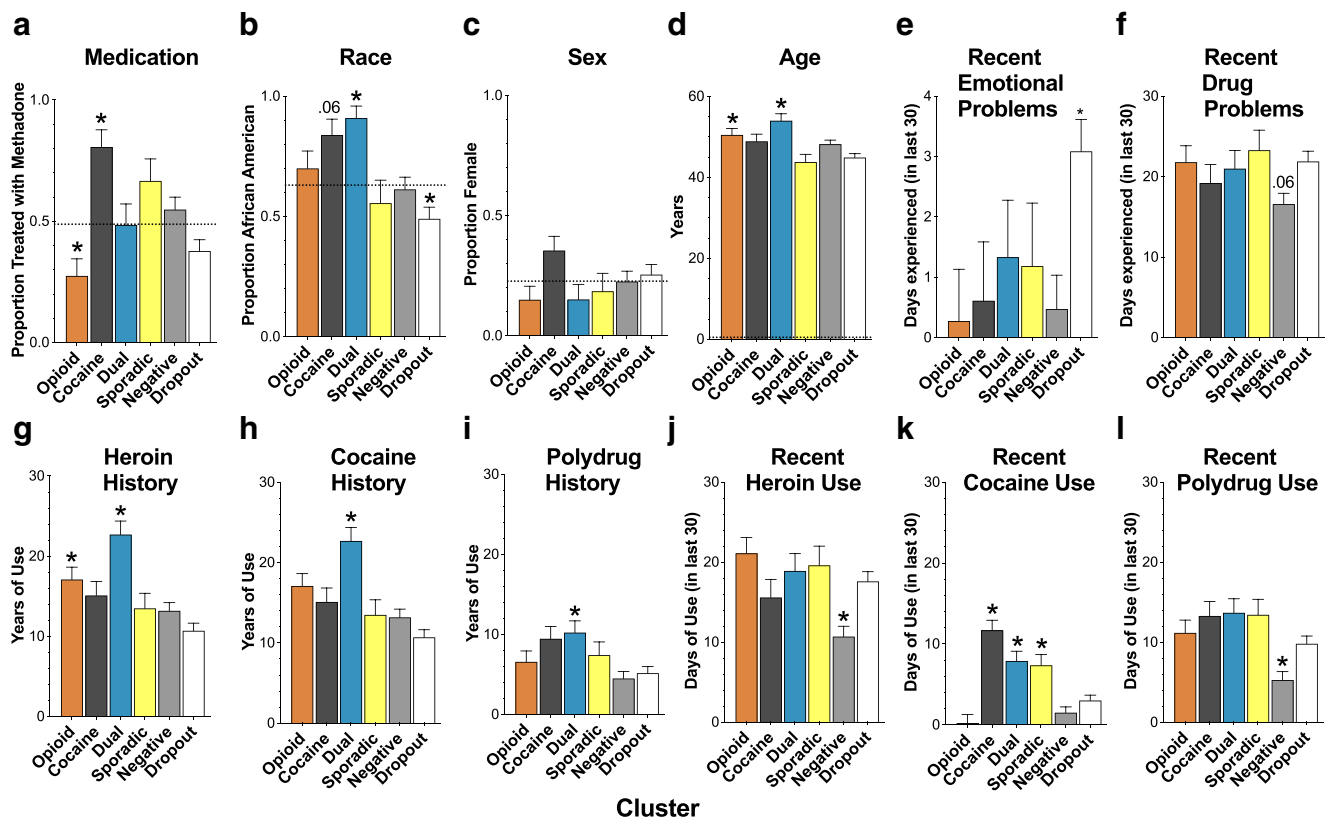 a
Medication
Proportion Treated with Methadone
1.0
0.5
0.0
*
*
Opioid
Cocaine
Dual
Sporadic
Negative
Dropout
b
Race
Proportion African American
1.0
0.5
0.0
.06
*
*
Opioid
Cocaine
Dual
Sporadic
Negative
Dropout
c
Sex
Proportion Female
1.0
0.5
0.0
Opioid
Cocaine
Dual
Sporadic
Negative
Dropout
d
Age
Years
60
40
20
0
*
*
Opioid
Cocaine
Dual
Sporadic
Negative
Dropout
e
Recent
Emotional
Problems
Days experienced (in last 30)
4
3
2
1
0
*
Opioid
Cocaine
Dual
Sporadic
Negative
Dropout
f
Recent
Drug
Problems
Days experienced (in last 30)
30
20
10
0
.06
Opioid
Cocaine
Dual
Sporadic
Negative
Dropout
g
Heroin
History
Years of Use
30
20
10
0
*
*
Opioid
Cocaine
Dual
Sporadic
Negative
Dropout
h
Cocaine
History
Years of Use
30
20
10
0
*
Opioid
Cocaine
Dual
Sporadic
Negative
Dropout
i
Polydrug
History
Years of Use
30
20
10
0
*
Opioid
Cocaine
Dual
Sporadic
Negative
Dropout
j
Recent
Heroin Use
Days of Use (in last 30)
30
20
10
0
*
Opioid
Cocaine
Dual
Sporadic
Negative
Dropout
k
Recent
Cocaine Use
Days of Use (in last 30)
30
20
10
0
*
*
*
Opioid
Cocaine
Dual
Sporadic
Negative
Dropout
l
Recent
Polydrug Use
Days of Use (in last 30)
30
20
10
0
*
Opioid
Cocaine
Dual
Sporadic
Negative
Dropout
Cluster